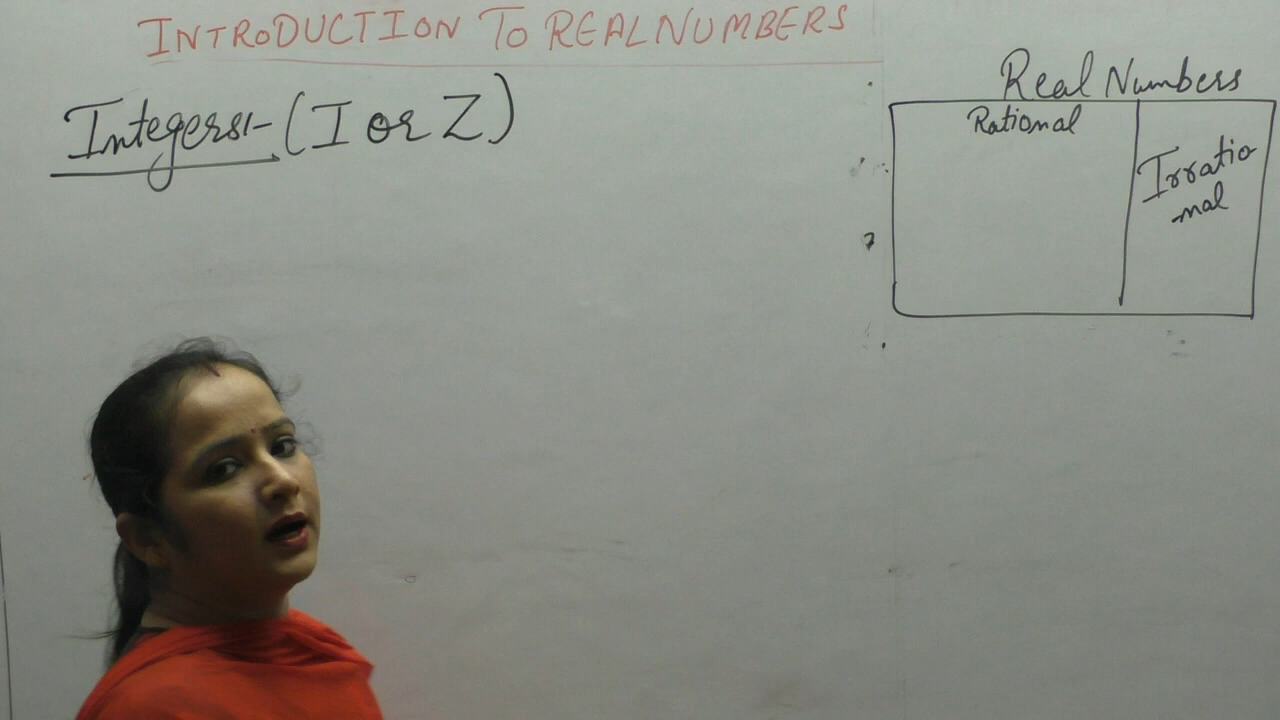 INTRODUCTION TO REAL NUMBERS
Integers:- (I or Z)
Real Numbers
Rational
Irratio
-nal